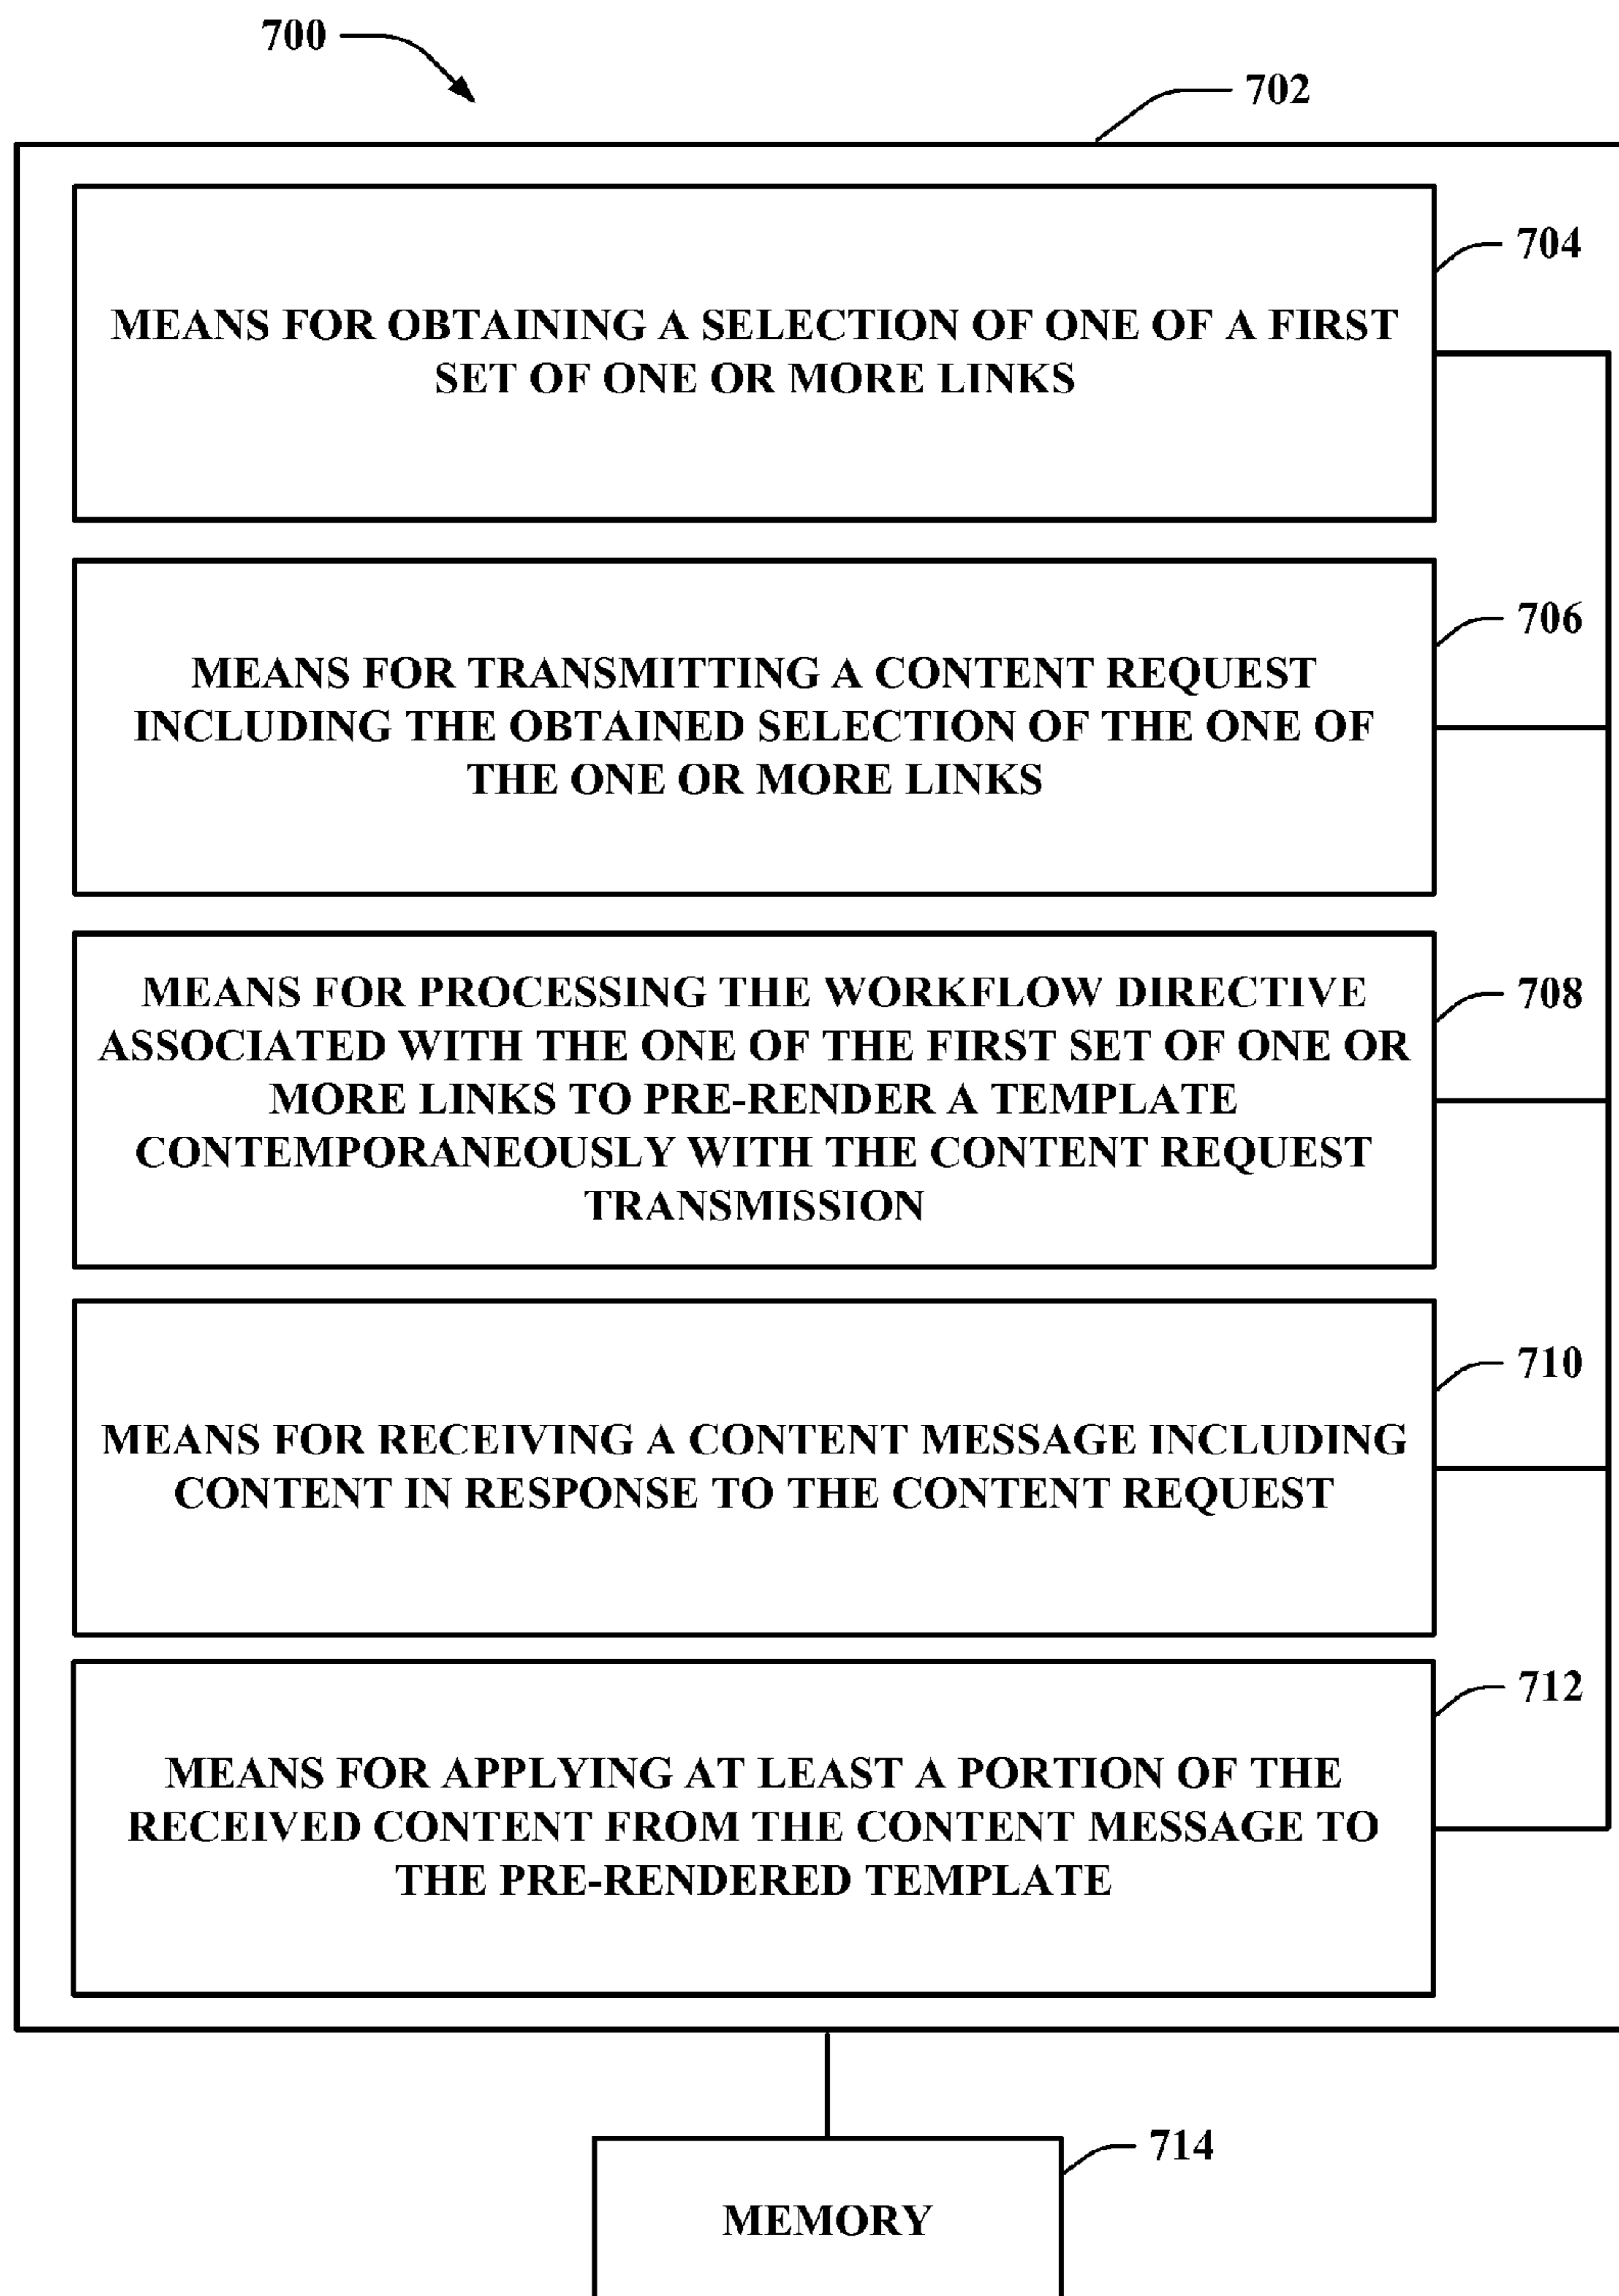 700
702
704
MEANS FOR OBTAINING A SELECTION OF ONE OF A FIRST
SET OF ONE OR MORE LINKS
706
MEANS FOR TRANSMITTING A CONTENT REQUEST
INCLUDING THE OBTAINED SELECTION OF THE ONE OF
THE ONE OR MORE LINKS
708
MEANS FOR PROCESSING THE WORKFLOW DIRECTIVE
ASSOCIATED WITH THE ONE OF THE FIRST SET OF ONE OR
MORE LINKS TO PRE-RENDER A TEMPLATE
CONTEMPORANEOUSLY WITH THE CONTENT REQUEST
TRANSMISSION
710
MEANS FOR RECEIVING A CONTENT MESSAGE INCLUDING
CONTENT IN RESPONSE TO THE CONTENT REQUEST
712
MEANS FOR APPLYING AT LEAST A PORTION OF THE
RECEIVED CONTENT FROM THE CONTENT MESSAGE TO
THE PRE-RENDERED TEMPLATE
714
MEMORY